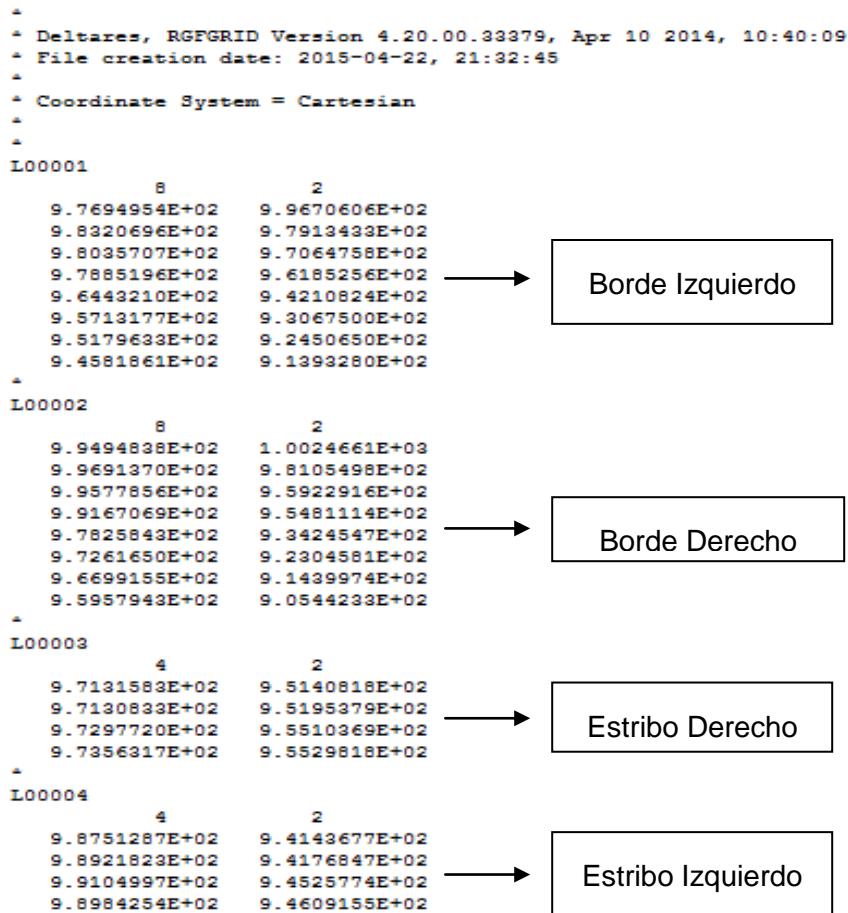 *
* Deltares, RGFGRID Version 4.20.00.33379, Apr 10 2014, 10:40:09
* File creation date: 2015-04-22, 21:32:45
*
* Coordinate System = Cartesian
*
*
L00001
8 2
9.7694954E+02 9.9670606E+02
9.8320696E+02 9.7913433E+02
9.8035707E+02 9.7064758E+02
9.7885196E+02 9.6185256E+02
9.6443210E+02 9.4210824E+02
9.5713177E+02 9.3067500E+02
9.5179633E+02 9.2450650E+02
9.4581861E+02 9.1393280E+02
Borde Izquierdo
*
L00002
8 2
9.9494838E+02 1.0024661E+03
9.9691370E+02 9.8105498E+02
9.9577856E+02 9.5922916E+02
9.9167069E+02 9.5481114E+02
9.7825843E+02 9.3424547E+02
9.7261650E+02 9.2304581E+02
9.6699155E+02 9.1439974E+02
9.5957943E+02 9.0544233E+02
Borde Derecho
*
L00003
4 2
9.7131583E+02 9.5140818E+02
9.7130833E+02 9.5195379E+02
9.7297720E+02 9.5510369E+02
9.7356317E+02 9.5529818E+02
Estribo Derecho
*
L00004
4 2
9.8751287E+02 9.4143677E+02
9.8921823E+02 9.4176847E+02
9.9104997E+02 9.4525774E+02
9.8984254E+02 9.4609155E+02
Estribo Izquierdo